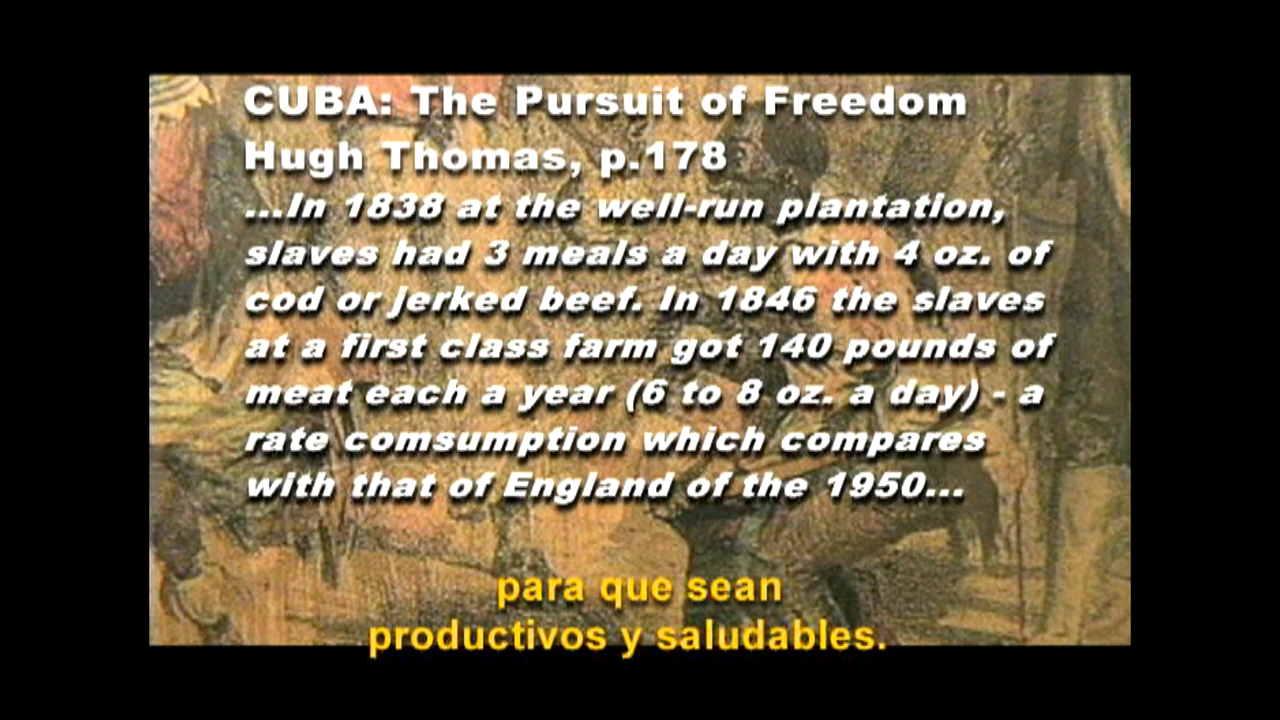 CUBA: The Pursuit of Freedom
Hugh Thomas, p.178
...In 1838 at the well-run plantation,
slaves had 3 meals a day with 4 oz. of
cod or jerked beef. In 1846 the slaves
at a first class farm got 140 pounds of
meat each a year (6 to 8 oz. a day) - a
rate comsumption which compares
with that of England of the 1950...
para que sean
productivos y saludables.